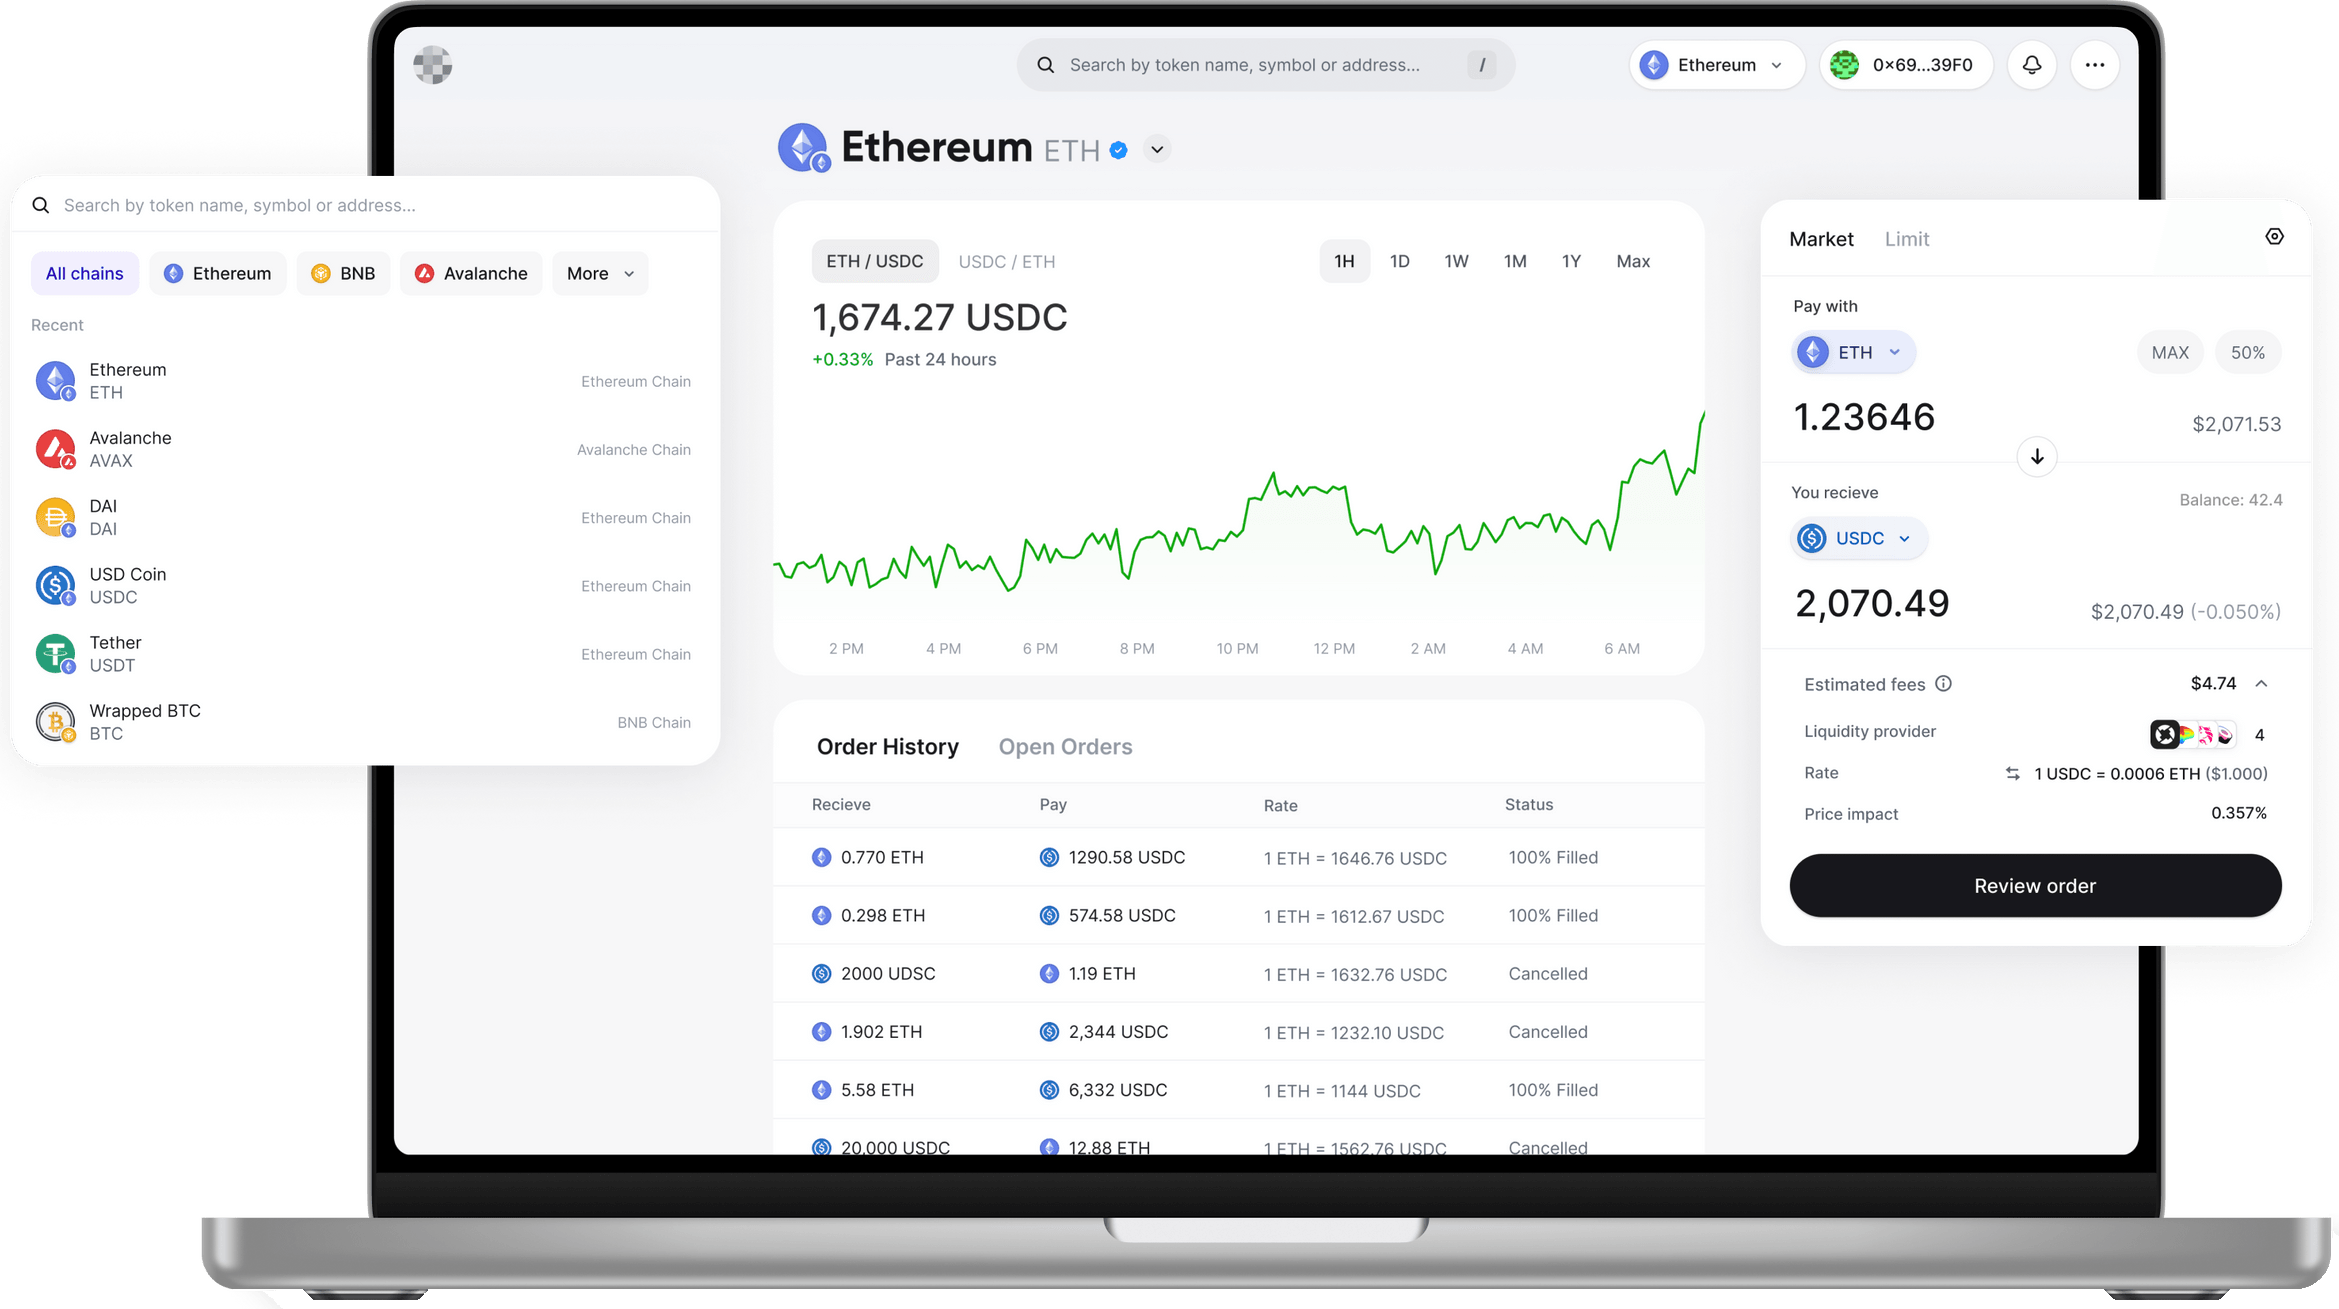 Search by token name, symbol or address... /
Ethereum
0×69...39F0
Ethereum ETH
Search by token name, symbol or address...
All chains
Ethereum
BNB
Avalanche
More
Recent
Ethereum
ETH
Ethereum Chain
Avalanche
AVAX
Avalanche Chain
DAI
DAI
Ethereum Chain
USD Coin
USDC
Ethereum Chain
Tether
USDT
Ethereum Chain
Wrapped BTC
BTC
BNB Chain
ETH / USDC
USDC / ETH
1H 1D 1W 1M 1Y Max
1,674.27 USDC
+0.33% Past 24 hours
2 PM 4 PM 6 PM 8 PM 10 PM 12 PM 2 AM 4 AM 6 AM
Order History Open Orders
Recieve Pay Rate Status
0.770 ETH 1290.58 USDC 1 ETH = 1646.76 USDC 100% Filled
0.298 ETH 574.58 USDC 1 ETH = 1612.67 USDC 100% Filled
2000 UDSC 1.19 ETH 1 ETH = 1632.76 USDC Cancelled
1.902 ETH 2,344 USDC 1 ETH = 1232.10 USDC Cancelled
5.58 ETH 6,332 USDC 1 ETH = 1144 USDC 100% Filled
20,000 USDC 12.88 ETH 1 ETH = 1562.76 USDC Cancelled
Market Limit
Pay with
ETH
MAX 50%
1.23646
$2,071.53
You recieve
Balance: 42.4
USDC
2,070.49
$2,070.49 (-0.050%)
Estimated fees $4.74
Liquidity provider 4
Rate 1 USDC = 0.0006 ETH ($1.000)
Price impact 0.357%
Review order